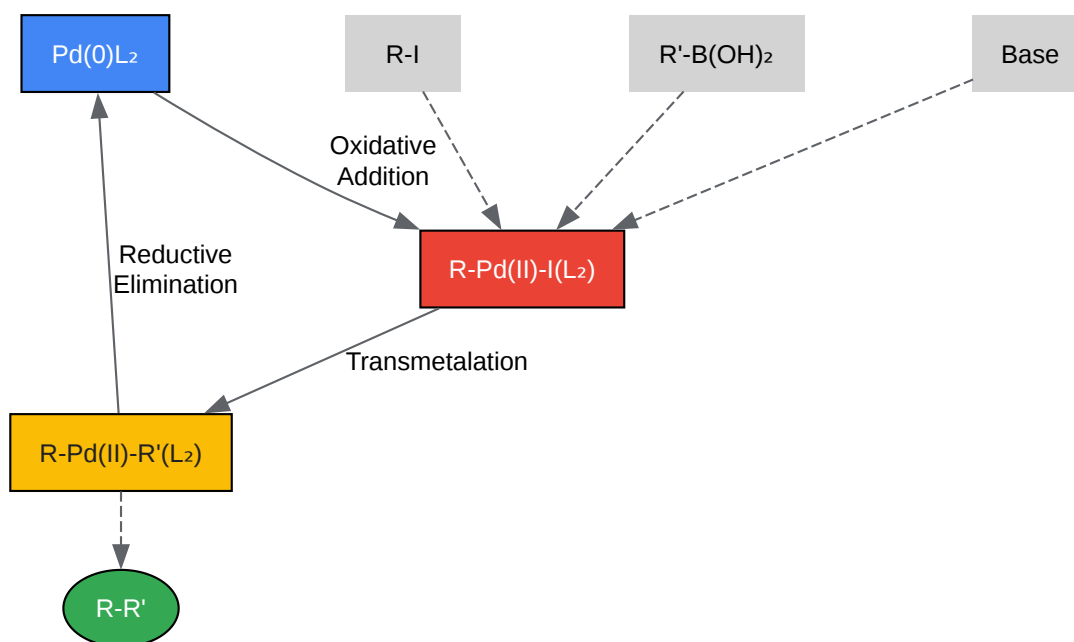 Pd(0)L₂
R-I
R'-B(OH)₂
Base
Oxidative
Addition
Reductive
Elimination
R-Pd(II)-I(L₂)
Transmetalation
R-Pd(II)-R'(L₂)
R-R'